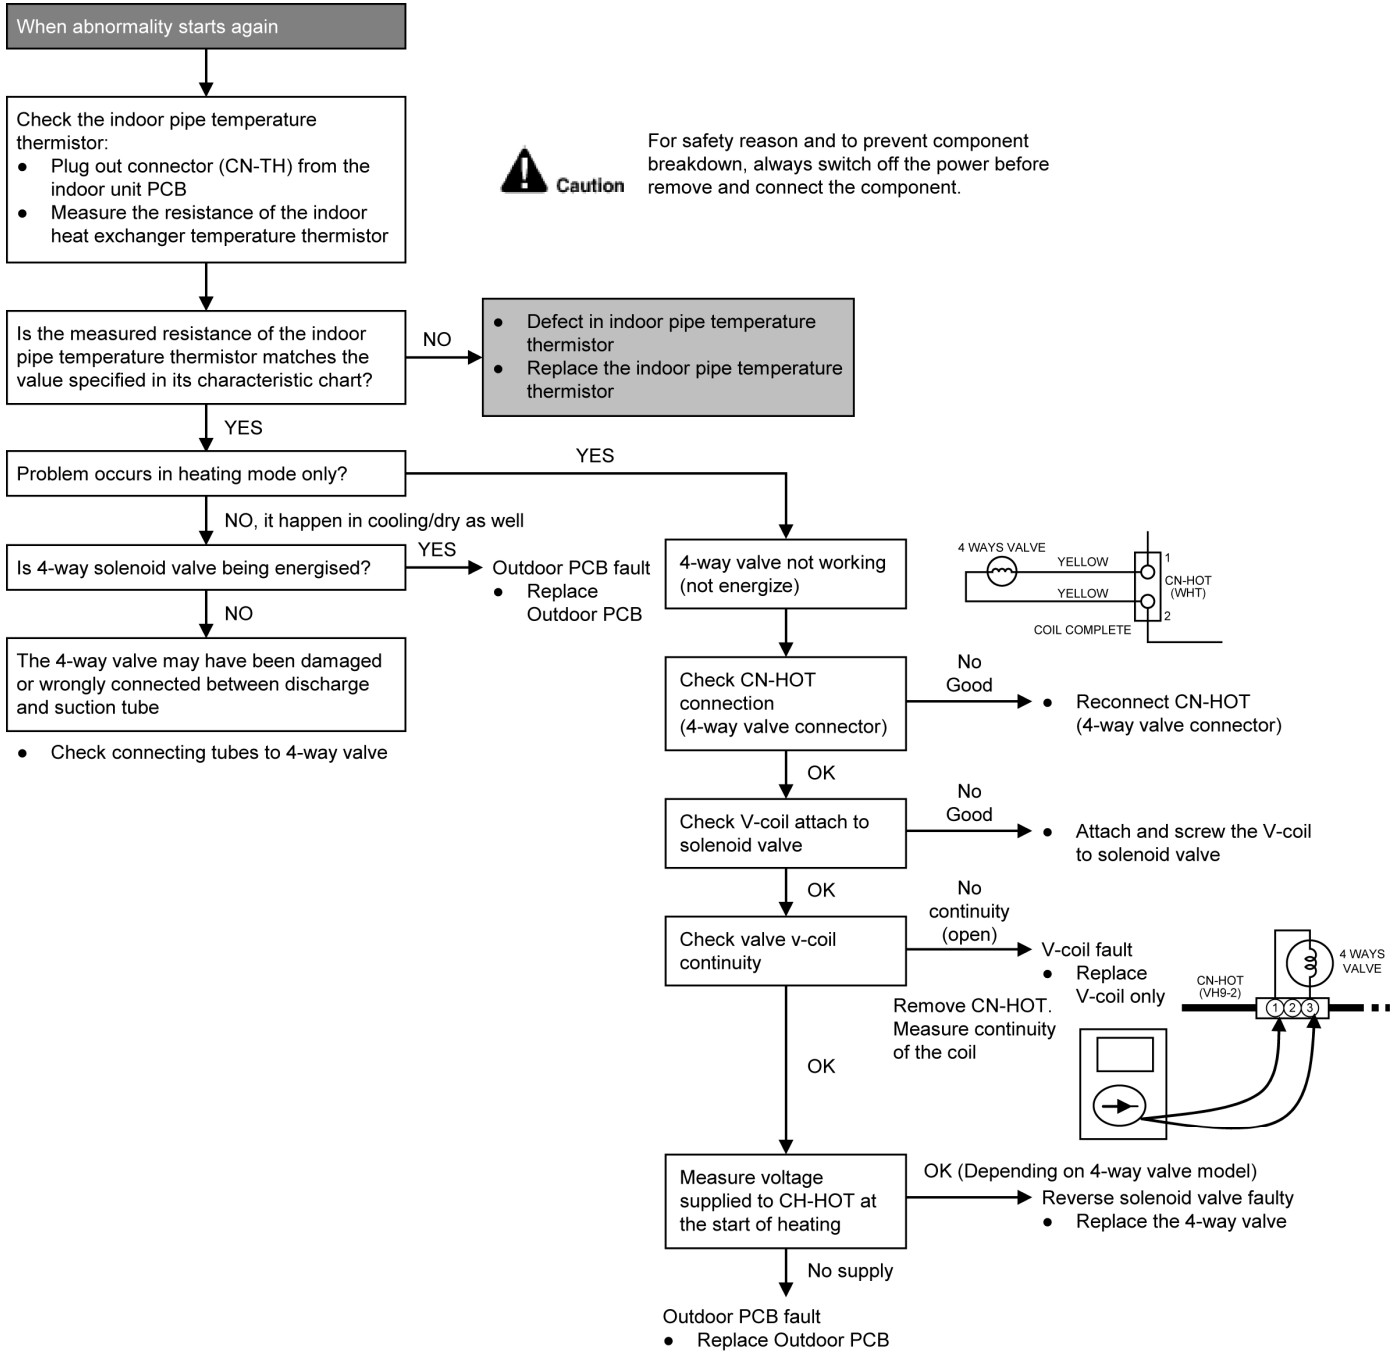 When abnormality starts again
Check the indoor pipe temperature
thermistor:
● Plug out connector (CN-TH) from the
indoor unit PCB
● Measure the resistance of the indoor
heat exchanger temperature thermistor
Caution
For safety reason and to prevent component
breakdown, always switch off the power before
remove and connect the component.
Is the measured resistance of the indoor
pipe temperature thermistor matches the
value specified in its characteristic chart?
NO
● Defect in indoor pipe temperature
thermistor
● Replace the indoor pipe temperature
thermistor
YES
Problem occurs in heating mode only?
YES
NO, it happen in cooling/dry as well
Is 4-way solenoid valve being energised?
YES
Outdoor PCB fault
● Replace
Outdoor PCB
NO
The 4-way valve may have been damaged
or wrongly connected between discharge
and suction tube
● Check connecting tubes to 4-way valve
4-way valve not working
(not energize)
4 WAYS VALVE
YELLOW
YELLOW
1
CN-HOT
(WHT)
2
COIL COMPLETE
Check CN-HOT
connection
(4-way valve connector)
No
Good
● Reconnect CN-HOT
(4-way valve connector)
OK
Check V-coil attach to
solenoid valve
No
Good
● Attach and screw the V-coil
to solenoid valve
OK
Check valve v-coil
continuity
No
continuity
(open)
V-coil fault
● Replace
V-coil only
Remove CN-HOT.
Measure continuity
of the coil
CN-HOT
(VH9-2)
4 WAYS
VALVE
1 2 3
OK
Measure voltage
supplied to CH-HOT at
the start of heating
OK (Depending on 4-way valve model)
Reverse solenoid valve faulty
● Replace the 4-way valve
No supply
Outdoor PCB fault
● Replace Outdoor PCB